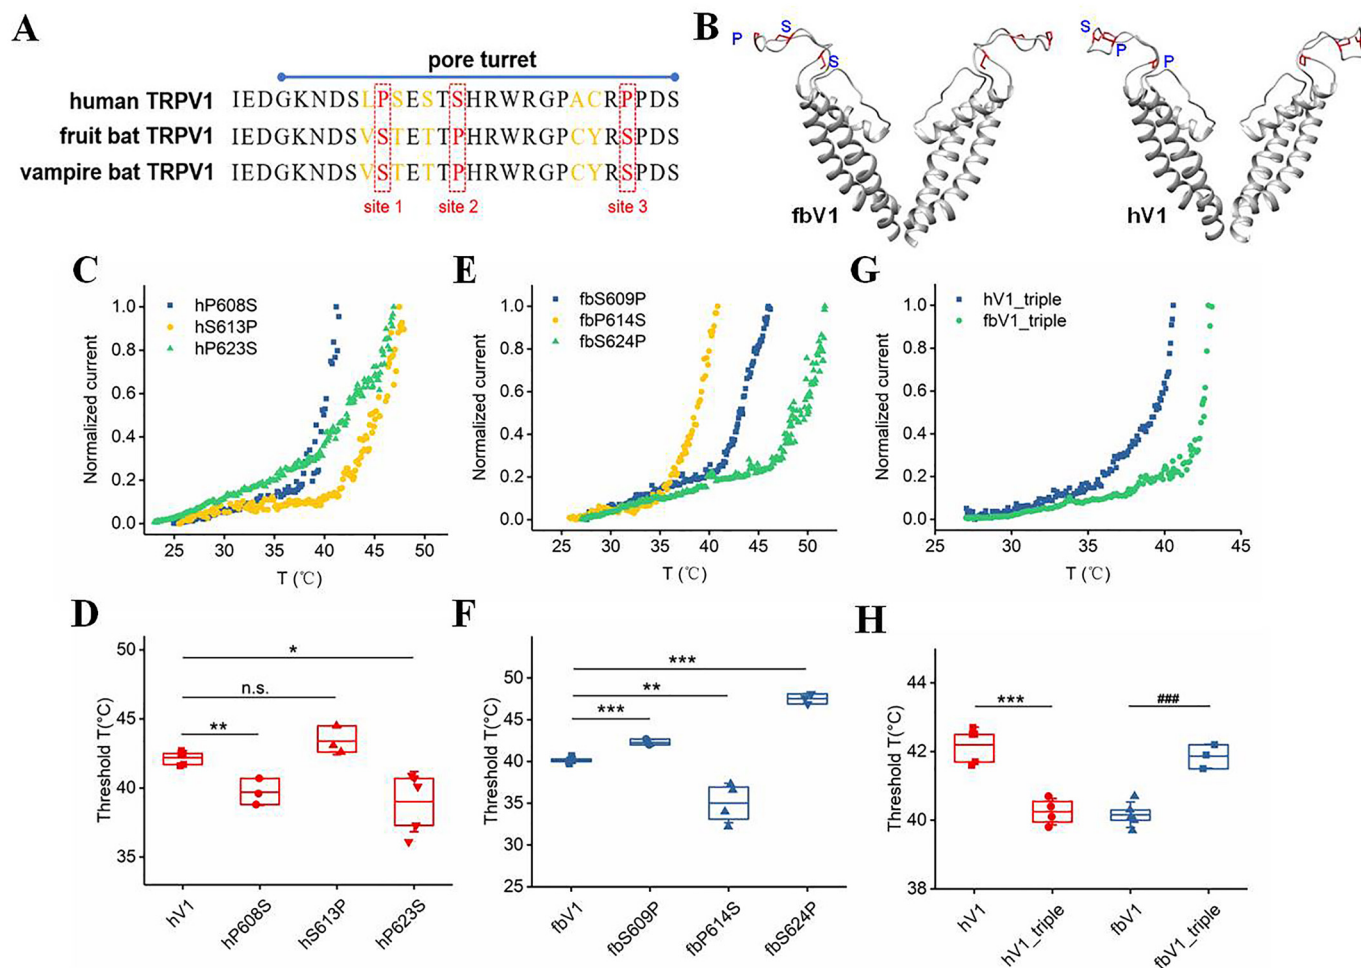 A
pore turret
human TRPV1 IEDGKNDSLPSESTSHRWRGPACRPPDS
fruit bat TRPV1 IEDGKNDSVSTETTPHRWRGPCYRSPDS
vampire bat TRPV1 IEDGKNDSVSTETTPHRWRGPCYRSPDS
site 1 site 2 site 3
B
P S S
fbV1
S P P
hV1
C
hP608S
hS613P
hP623S
Normalized current
1.0
0.8
0.6
0.4
0.2
0.0
25 30 35 40 45 50
T (℃)
E
fbS609P
fbP614S
fbS624P
Normalized current
1.0
0.8
0.6
0.4
0.2
0.0
30 35 40 45 50
T (℃)
G
hV1_triple
fbV1_triple
Normalized current
1.0
0.8
0.6
0.4
0.2
0.0
25 30 35 40 45
T (℃)
D
Threshold T(°C)
50
45
40
35
*
n.s.
**
hV1 hP608S hS613P hP623S
F
Threshold T(°C)
50
45
40
35
30
25
***
**
***
fbV1 fbS609P fbP614S fbS624P
H
Threshold T(°C)
44
42
40
38
*** ###
hV1 hV1_triple fbV1 fbV1_triple